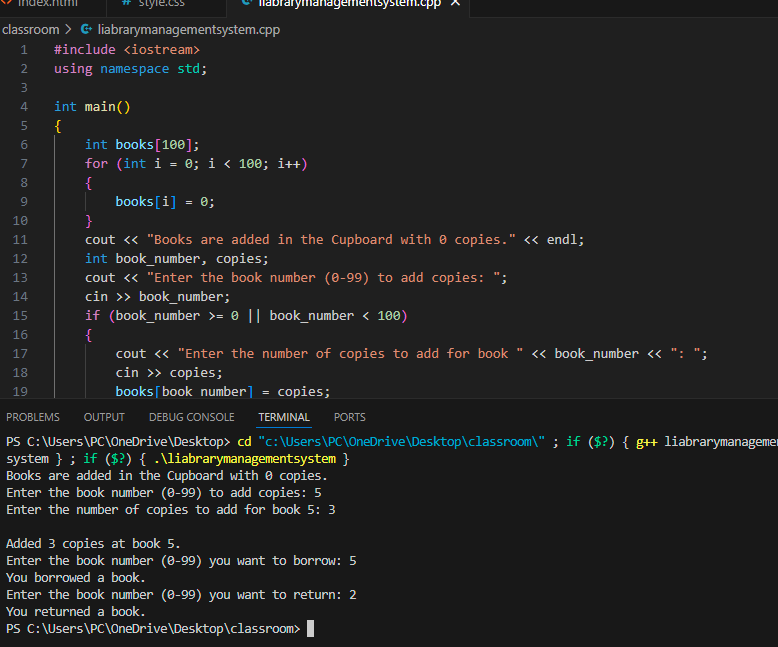 index.html # style.css liabrarymanagementsystem.cpp X
classroom > liabrarymanagementsystem.cpp
1 #include <iostream>
2 using namespace std;
3
4 int main()
5 {
6 int books[100];
7 for (int i = 0; i < 100; i++)
8 {
9 books[i] = 0;
10 }
11 cout << "Books are added in the Cupboard with 0 copies." << endl;
12 int book_number, copies;
13 cout << "Enter the book number (0-99) to add copies: ";
14 cin >> book_number;
15 if (book_number >= 0 || book_number < 100)
16 {
17 cout << "Enter the number of copies to add for book " << book_number << ": ";
18 cin >> copies;
19 books[book_number] = copies;
PROBLEMS OUTPUT DEBUG CONSOLE TERMINAL PORTS
PS C:\Users\PC\OneDrive\Desktop> cd "c:\Users\PC\OneDrive\Desktop\classroom\" ; if ($?) { g++ liabrarymanageme
system } ; if ($?) { .\liabrarymanagementsystem }
Books are added in the Cupboard with 0 copies.
Enter the book number (0-99) to add copies: 5
Enter the number of copies to add for book 5: 3

Added 3 copies at book 5.
Enter the book number (0-99) you want to borrow: 5
You borrowed a book.
Enter the book number (0-99) you want to return: 2
You returned a book.
PS C:\Users\PC\OneDrive\Desktop\classroom>